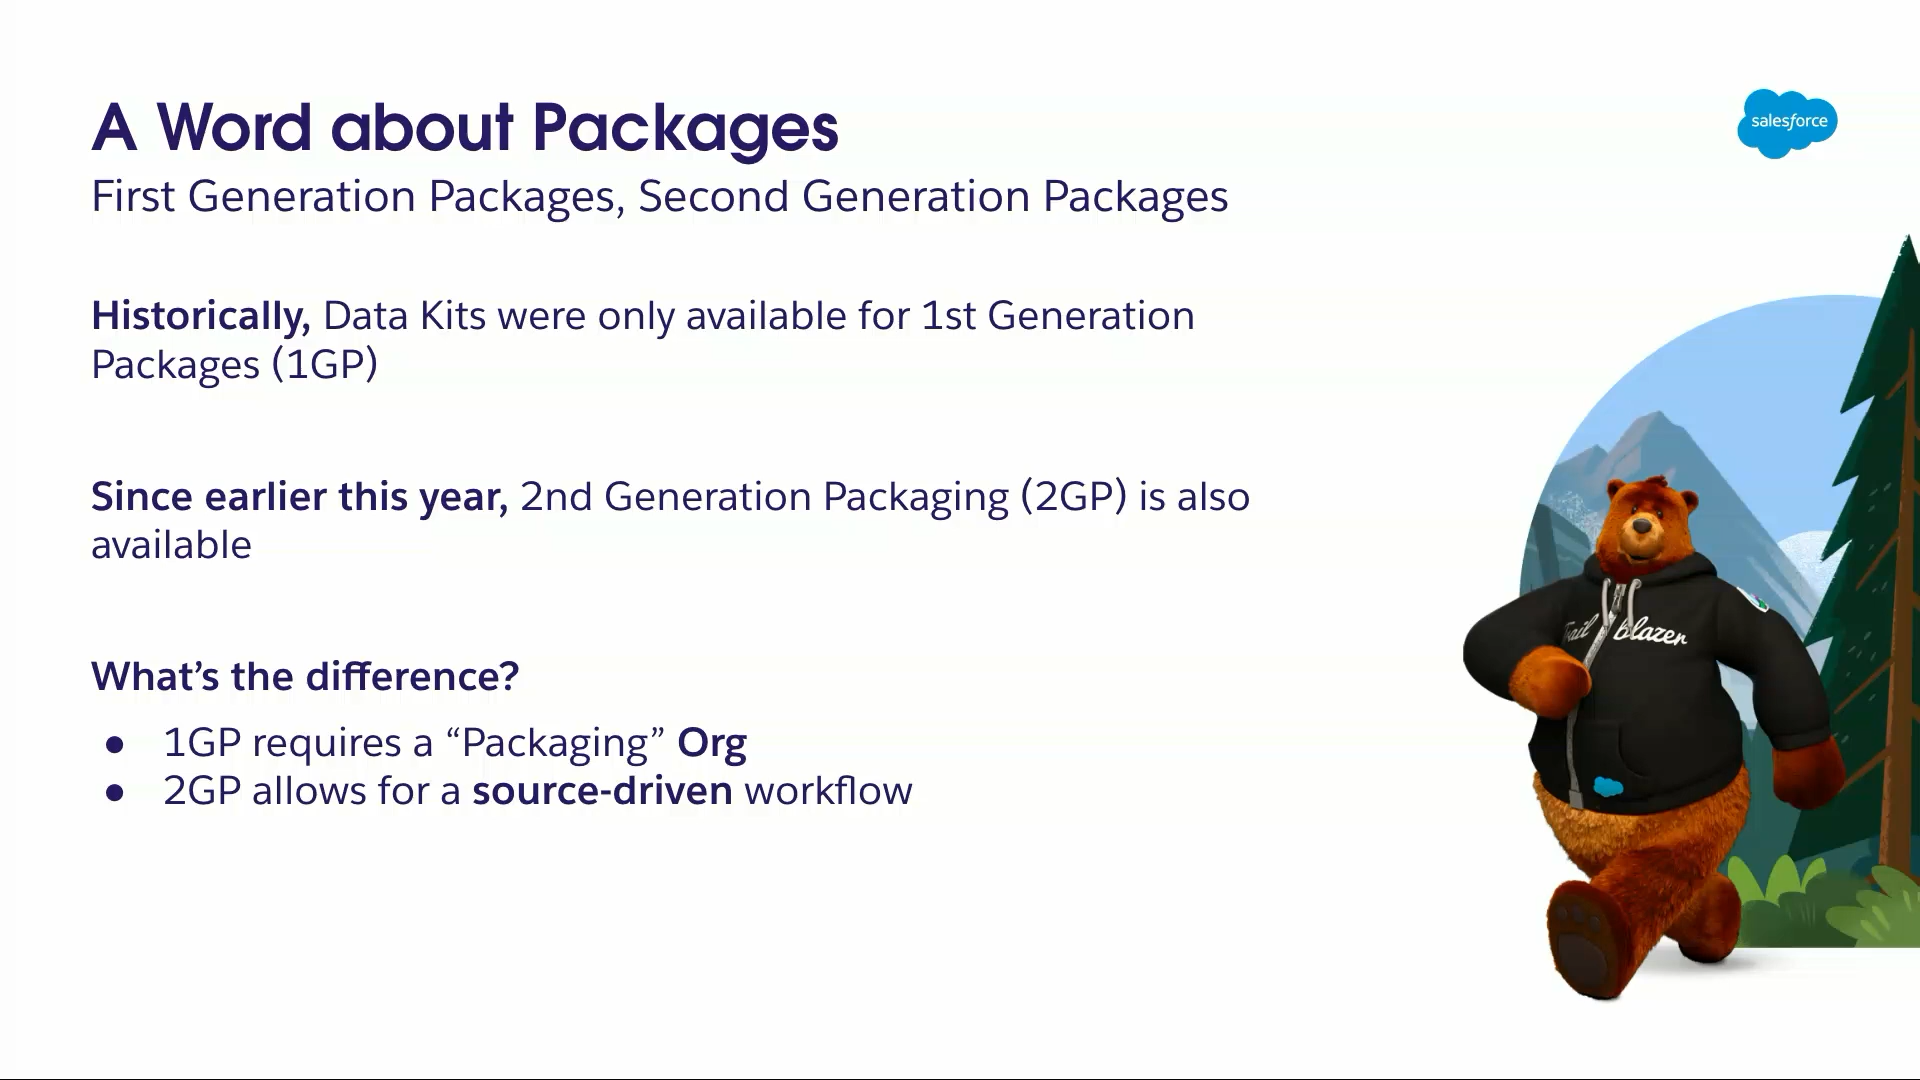 A Word about Packages
salesforce
First Generation Packages, Second Generation Packages
Historically, Data Kits were only available for 1st Generation
Packages (1GP)
Since earlier this year, 2nd Generation Packaging (2GP) is also
available
What’s the difference?
● 1GP requires a “Packaging” Org
● 2GP allows for a source-driven workflow
Trail blazer